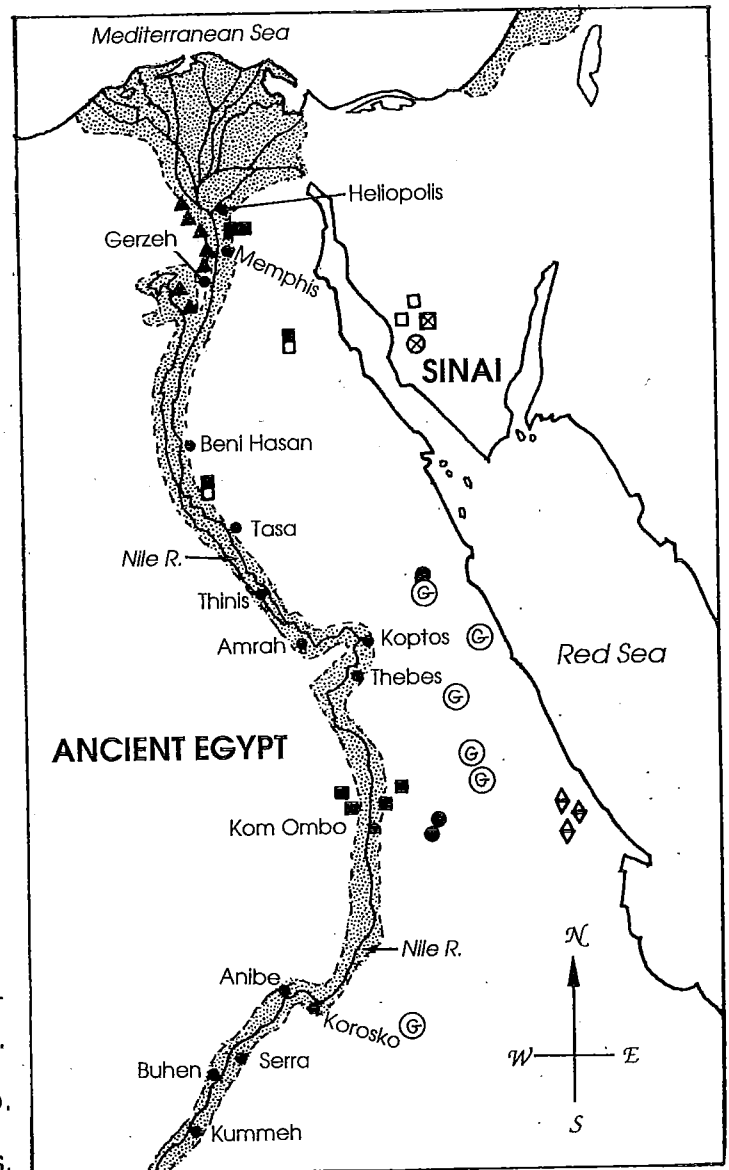 Mediterranean Sea
Heliopolis
Gerzeh
Memphis
SINAI
Beni Hasan
Tasa
Nile R.
Thinis
Amrah
Koptos
Thebes
Red Sea
ANCIENT EGYPT
Kom Ombo
Nile R.
Anibe
Korosko
Serra
Buhen
Kummeh
G
G
G
G
G
G
N
W E
S